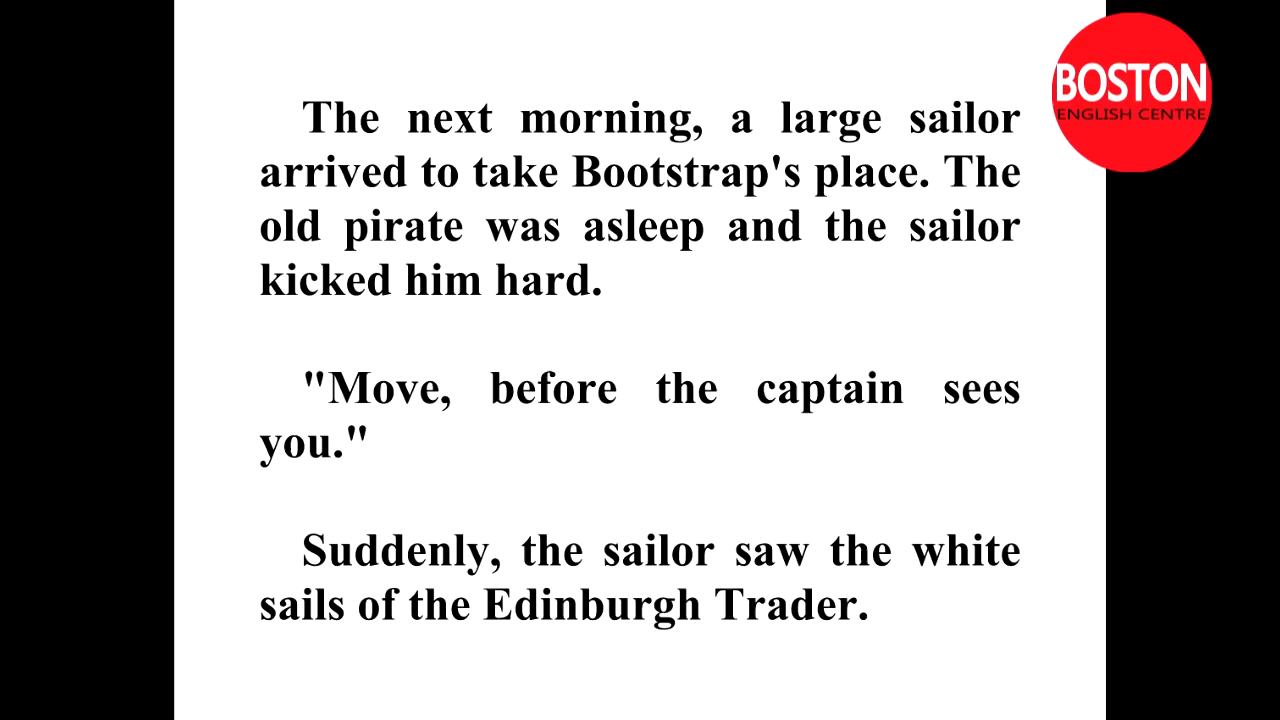 The next morning, a large sailor
arrived to take Bootstrap's place. The
old pirate was asleep and the sailor
kicked him hard.
"Move, before the captain sees
you."
Suddenly, the sailor saw the white
sails of the Edinburgh Trader.
BOSTON
ENGLISH CENTRE